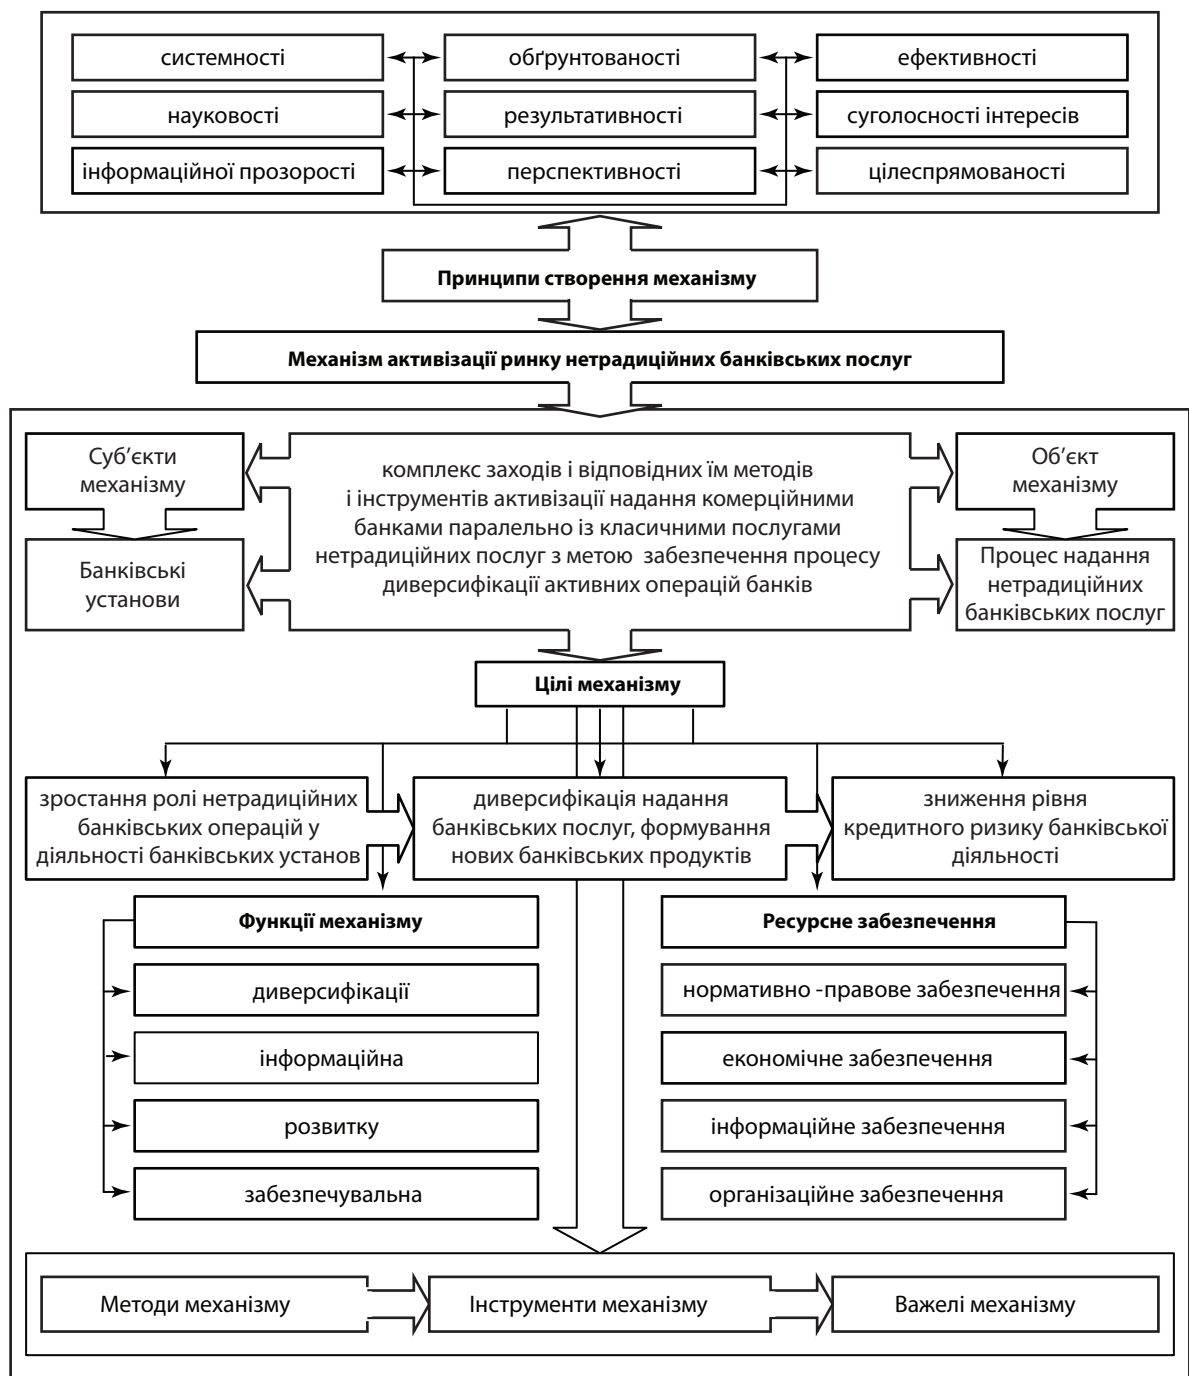 системності
обґрунтованості
ефективності
науковості
результативності
суголосності інтересів
інформаційної прозорості
перспективності
цілеспрямованості
Принципи створення механізму
Механізм активізації ринку нетрадиційних банківських послуг
Суб’єкти
механізму
комплекс заходів і відповідних їм методів
і інструментів активізації надання комерційними
банками паралельно із класичними послугами
нетрадиційних послуг з метою забезпечення процесу
диверсифікації активних операцій банків
Об’єкт
механізму
Банківські
установи
Процес надання
нетрадиційних
банківських послуг
Цілі механізму
зростання ролі нетрадиційних
банківських операцій у
діяльності банківських установ
диверсифікація надання
банківських послуг, формування
нових банківських продуктів
зниження рівня
кредитного ризику банківської
діяльності
Функції механізму
диверсифікації
інформаційна
розвитку
забезпечувальна
Ресурсне забезпечення
нормативно -правове забезпечення
економічне забезпечення
інформаційне забезпечення
організаційне забезпечення
Методи механізму
Інструменти механізму
Важелі механізму